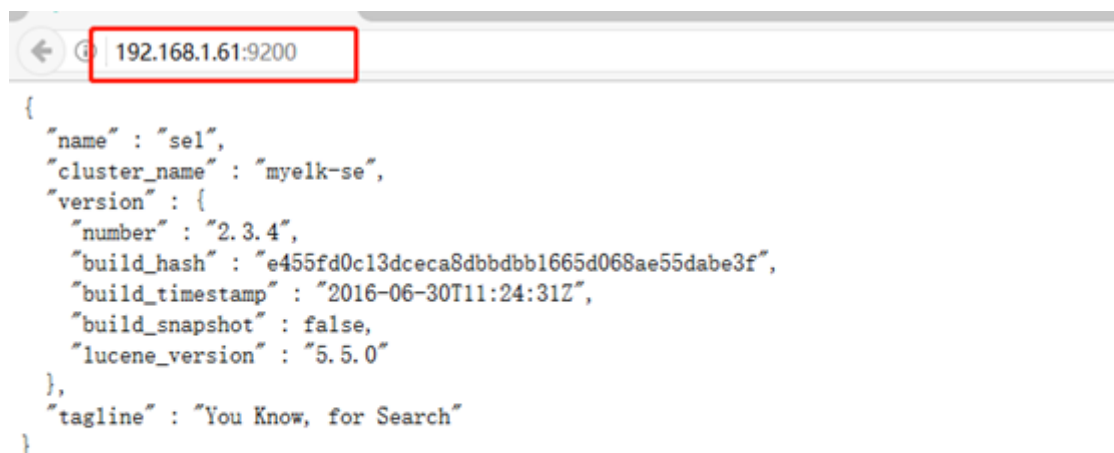 192.168.1.61:9200
{
  "name" : "sel",
  "cluster_name" : "myelk-se",
  "version" : {
    "number" : "2.3.4",
    "build_hash" : "e455fd0c13dceca8dbbdbb1665d068ae55dabe3f",
    "build_timestamp" : "2016-06-30T11:24:31Z",
    "build_snapshot" : false,
    "lucene_version" : "5.5.0"
  },
  "tagline" : "You Know, for Search"
}